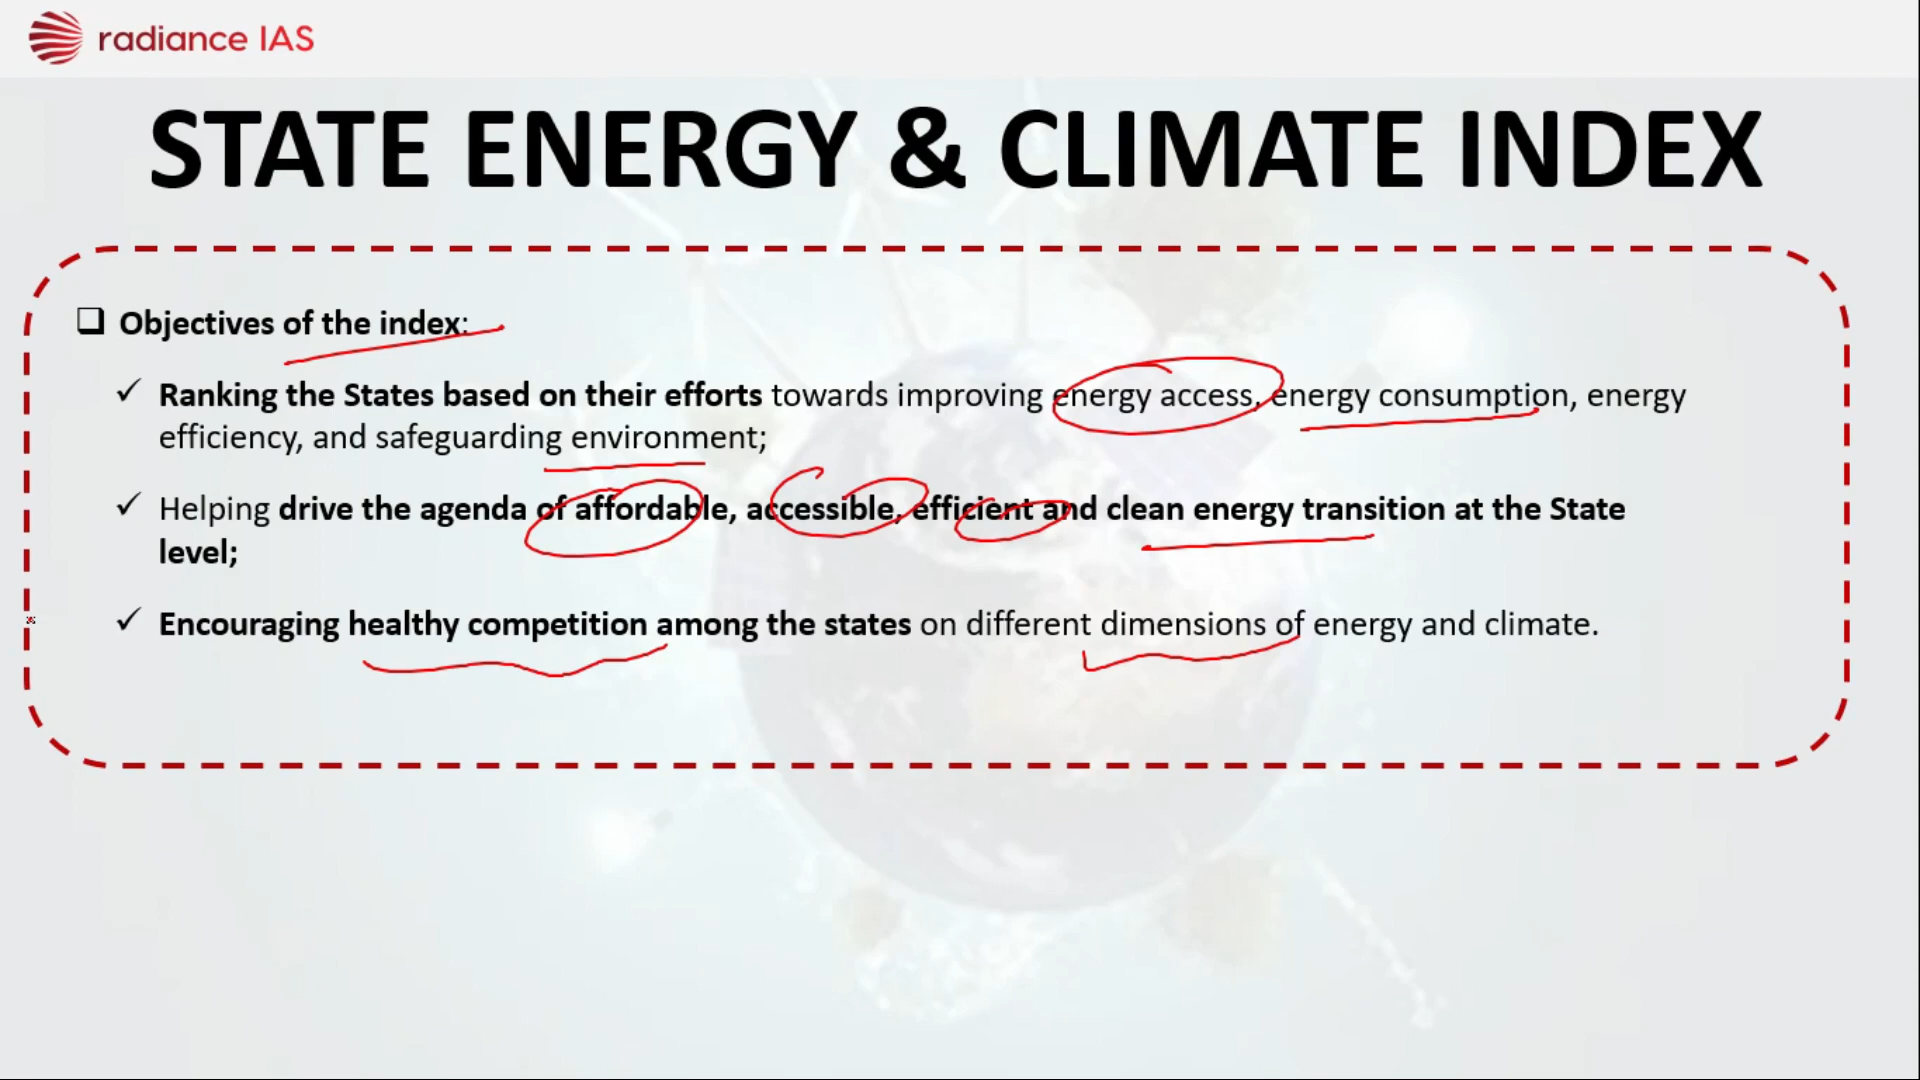 radiance IAS
STATE ENERGY & CLIMATE INDEX
Objectives of the index:
Ranking the States based on their efforts towards improving energy access, energy consumption, energy
efficiency, and safeguarding environment;
Helping drive the agenda of affordable, accessible, efficient and clean energy transition at the State
level;
Encouraging healthy competition among the states on different dimensions of energy and climate.